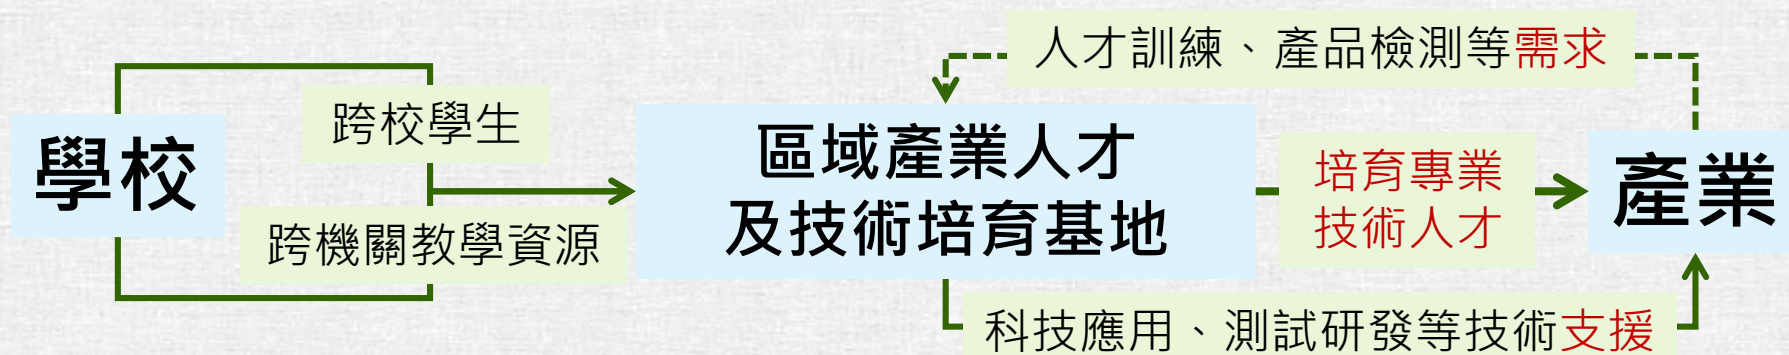 人才訓練、產品檢測等需求
跨校學生
學校
區域產業人才
及技術培育基地
培育專業
技術人才
產業
跨機關教學資源
科技應用、測試研發等技術支援